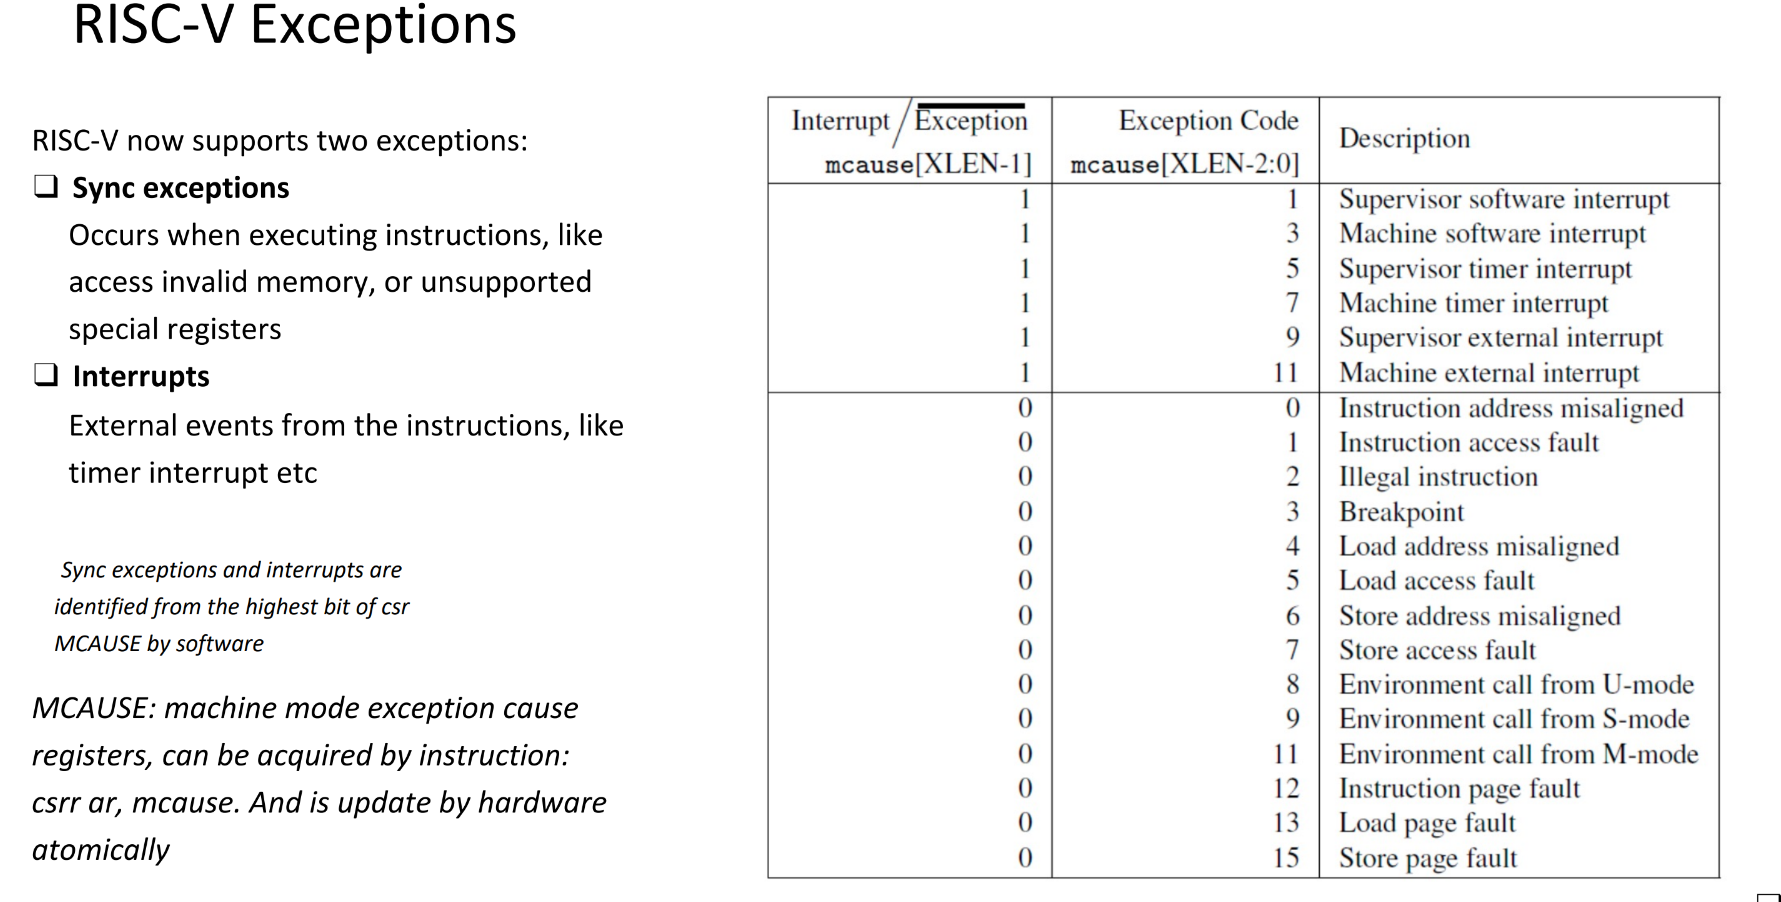 RISC-V Exceptions
RISC-V now supports two exceptions:
❑ Sync exceptions
Occurs when executing instructions, like
access invalid memory, or unsupported
special registers
❑ Interrupts
External events from the instructions, like
timer interrupt etc
Sync exceptions and interrupts are
identified from the highest bit of csr
MCAUSE by software
MCAUSE: machine mode exception cause
registers, can be acquired by instruction:
csrr ar, mcause. And is update by hardware
atomically
Interrupt / Exception Exception Code Description
mcause[XLEN-1] mcause[XLEN-2:0]
1 1 Supervisor software interrupt
1 3 Machine software interrupt
1 5 Supervisor timer interrupt
1 7 Machine timer interrupt
1 9 Supervisor external interrupt
1 11 Machine external interrupt
0 0 Instruction address misaligned
0 1 Instruction access fault
0 2 Illegal instruction
0 3 Breakpoint
0 4 Load address misaligned
0 5 Load access fault
0 6 Store address misaligned
0 7 Store access fault
0 8 Environment call from U-mode
0 9 Environment call from S-mode
0 11 Environment call from M-mode
0 12 Instruction page fault
0 13 Load page fault
0 15 Store page fault